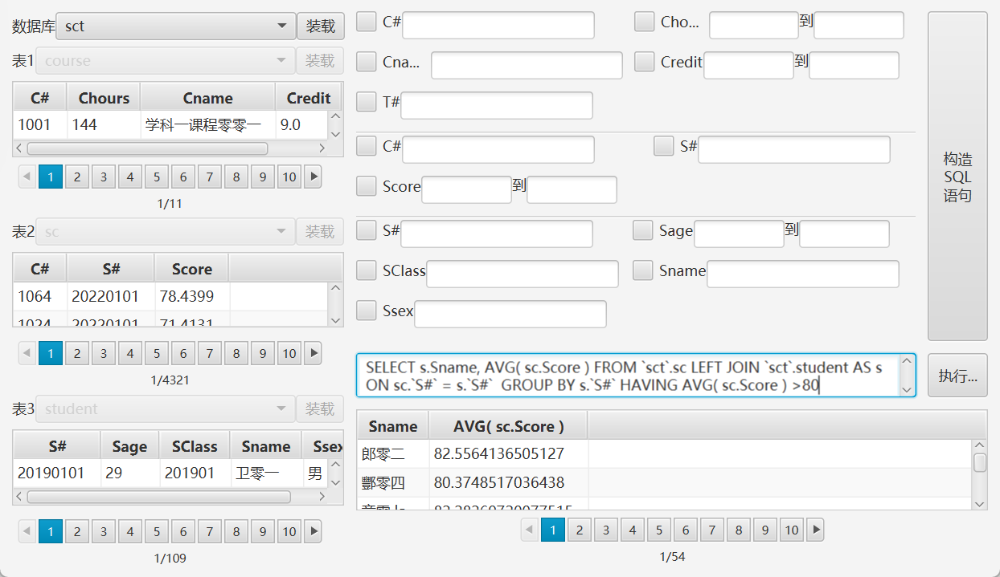 数据库 sct 装载
表1 course 装载
C# Chours Cname Credit
1001 144 学科一课程零零一 9.0
1 2 3 4 5 6 7 8 9 10
1/11
表2 sc 装载
C# S# Score
1064 20220101 78.4399
1024 20220101 71.4131
1 2 3 4 5 6 7 8 9 10
1/4321
表3 student 装载
S# Sage SClass Sname Ssex
20190101 29 201901 卫零一 男
1 2 3 4 5 6 7 8 9 10
1/109
C# Cho... 到
Cna... Credit 到
T#
C# S#
Score 到
S# Sage 到
SClass Sname
Ssex
构造
SQL
语句
SELECT s.Sname, AVG( sc.Score ) FROM `sct`.sc LEFT JOIN `sct`.student AS s
ON sc.`S#` = s.`S#`  GROUP BY s.`S#` HAVING AVG( sc.Score ) >80
执行...
Sname AVG( sc.Score )
郎零二 82.5564136505127
酆零四 80.3748517036438
1 2 3 4 5 6 7 8 9 10
1/54